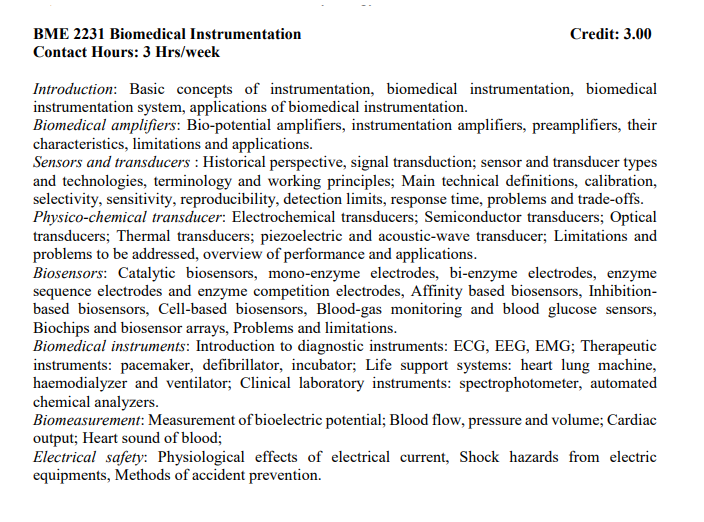 BME 2231 Biomedical Instrumentation Credit: 3.00
Contact Hours: 3 Hrs/week
Introduction: Basic concepts of instrumentation, biomedical instrumentation, biomedical
instrumentation system, applications of biomedical instrumentation.
Biomedical amplifiers: Bio-potential amplifiers, instrumentation amplifiers, preamplifiers, their
characteristics, limitations and applications.
Sensors and transducers : Historical perspective, signal transduction; sensor and transducer types
and technologies, terminology and working principles; Main technical definitions, calibration,
selectivity, sensitivity, reproducibility, detection limits, response time, problems and trade-offs.
Physico-chemical transducer: Electrochemical transducers; Semiconductor transducers; Optical
transducers; Thermal transducers; piezoelectric and acoustic-wave transducer; Limitations and
problems to be addressed, overview of performance and applications.
Biosensors: Catalytic biosensors, mono-enzyme electrodes, bi-enzyme electrodes, enzyme
sequence electrodes and enzyme competition electrodes, Affinity based biosensors, Inhibition-
based biosensors, Cell-based biosensors, Blood-gas monitoring and blood glucose sensors,
Biochips and biosensor arrays, Problems and limitations.
Biomedical instruments: Introduction to diagnostic instruments: ECG, EEG, EMG; Therapeutic
instruments: pacemaker, defibrillator, incubator; Life support systems: heart lung machine,
haemodialyzer and ventilator; Clinical laboratory instruments: spectrophotometer, automated
chemical analyzers.
Biomeasurement: Measurement of bioelectric potential; Blood flow, pressure and volume; Cardiac
output; Heart sound of blood;
Electrical safety: Physiological effects of electrical current, Shock hazards from electric
equipments, Methods of accident prevention.